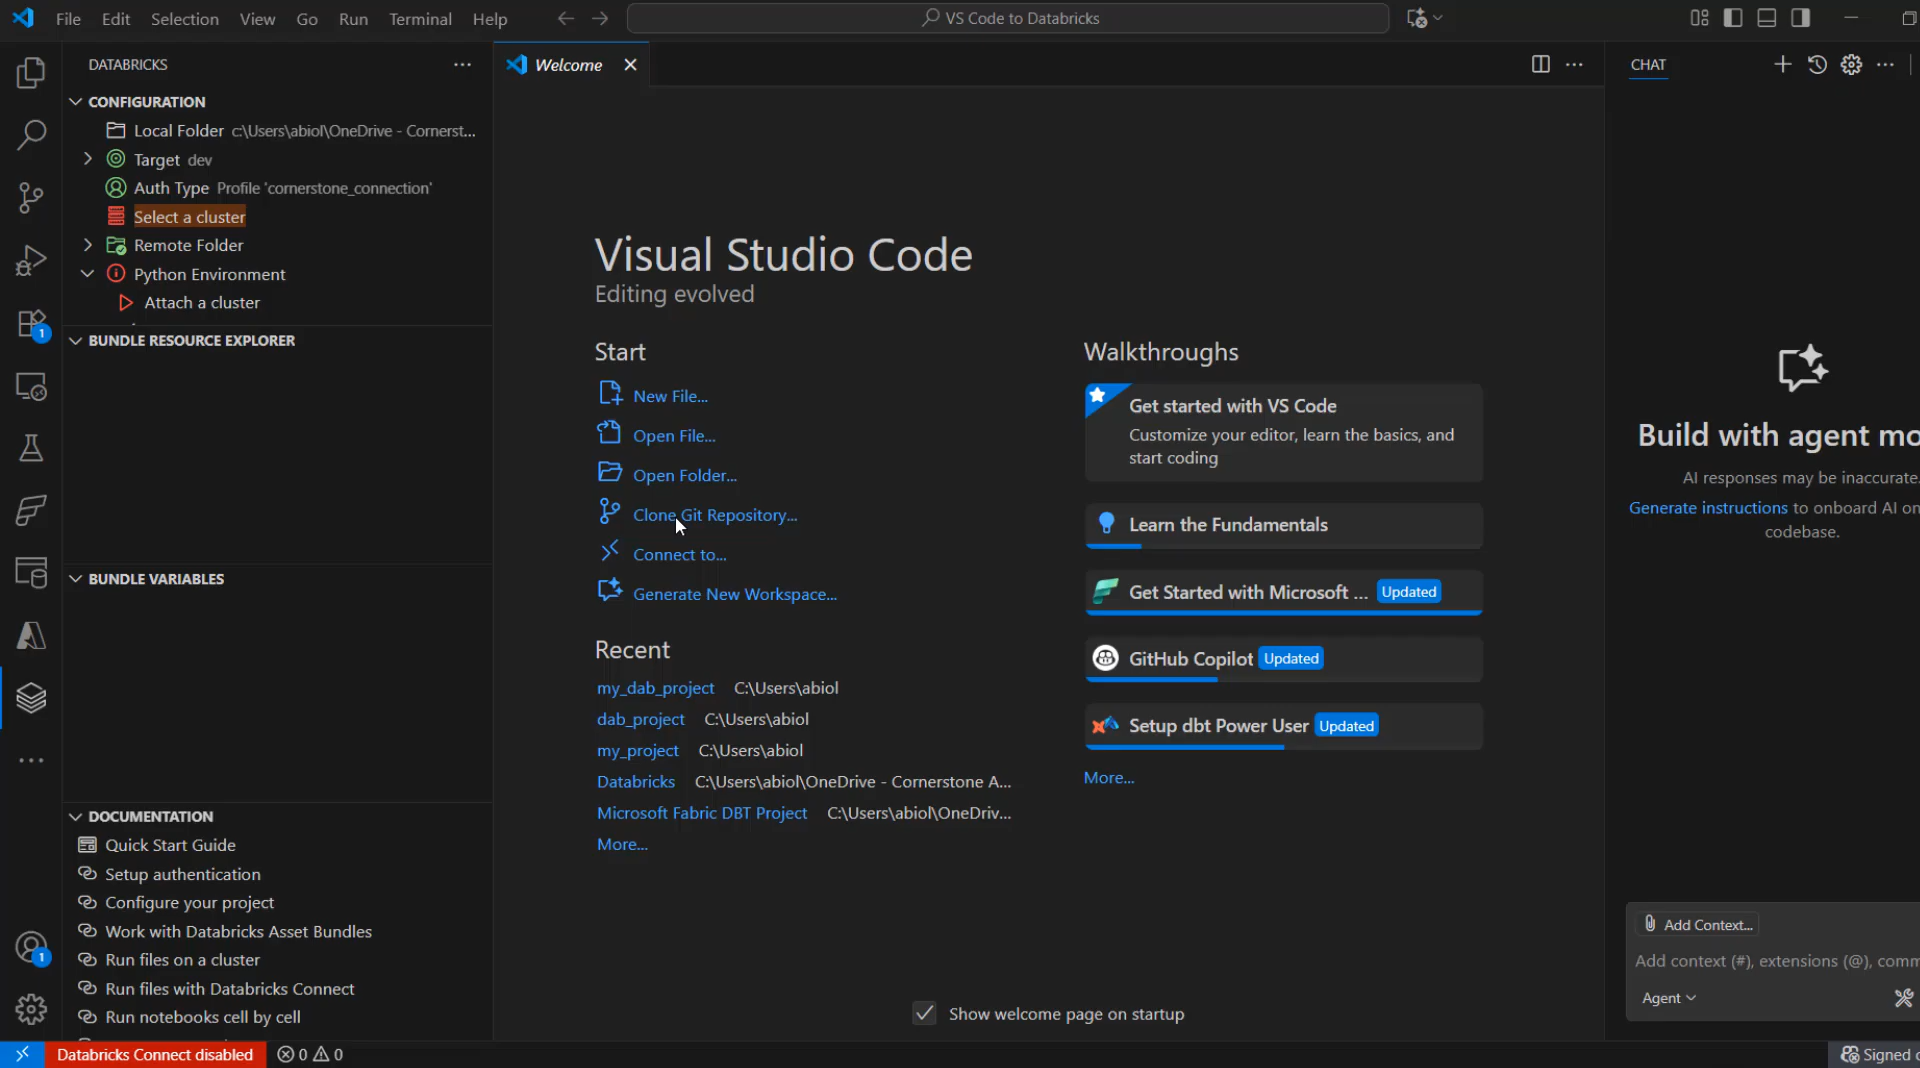 File Edit Selection View Go Run Terminal Help
VS Code to Databricks
DATABRICKS
CONFIGURATION
Local Folder c:\Users\abiol\OneDrive - Cornerst...
Target dev
Auth Type Profile 'cornerstone_connection'
Select a cluster
Remote Folder
Python Environment
Attach a cluster
BUNDLE RESOURCE EXPLORER
BUNDLE VARIABLES
DOCUMENTATION
Quick Start Guide
Setup authentication
Configure your project
Work with Databricks Asset Bundles
Run files on a cluster
Run files with Databricks Connect
Run notebooks cell by cell
1
1
Welcome
Visual Studio Code
Editing evolved
Start
New File...
Open File...
Open Folder...
Clone Git Repository...
Connect to...
Generate New Workspace...
Recent
my_dab_project C:\Users\abiol
dab_project C:\Users\abiol
my_project C:\Users\abiol
Databricks C:\Users\abiol\OneDrive - Cornerstone A...
Microsoft Fabric DBT Project C:\Users\abiol\OneDriv...
More...
Walkthroughs
Get started with VS Code
Customize your editor, learn the basics, and
start coding
Learn the Fundamentals
Get Started with Microsoft ... Updated
GitHub Copilot Updated
Setup dbt Power User Updated
More...
Show welcome page on startup
CHAT
Build with agent mo
AI responses may be inaccurate.
Generate instructions to onboard AI on
codebase.
Add Context...
Add context (#), extensions (@), comm
Agent
Databricks Connect disabled 0 0
Signed